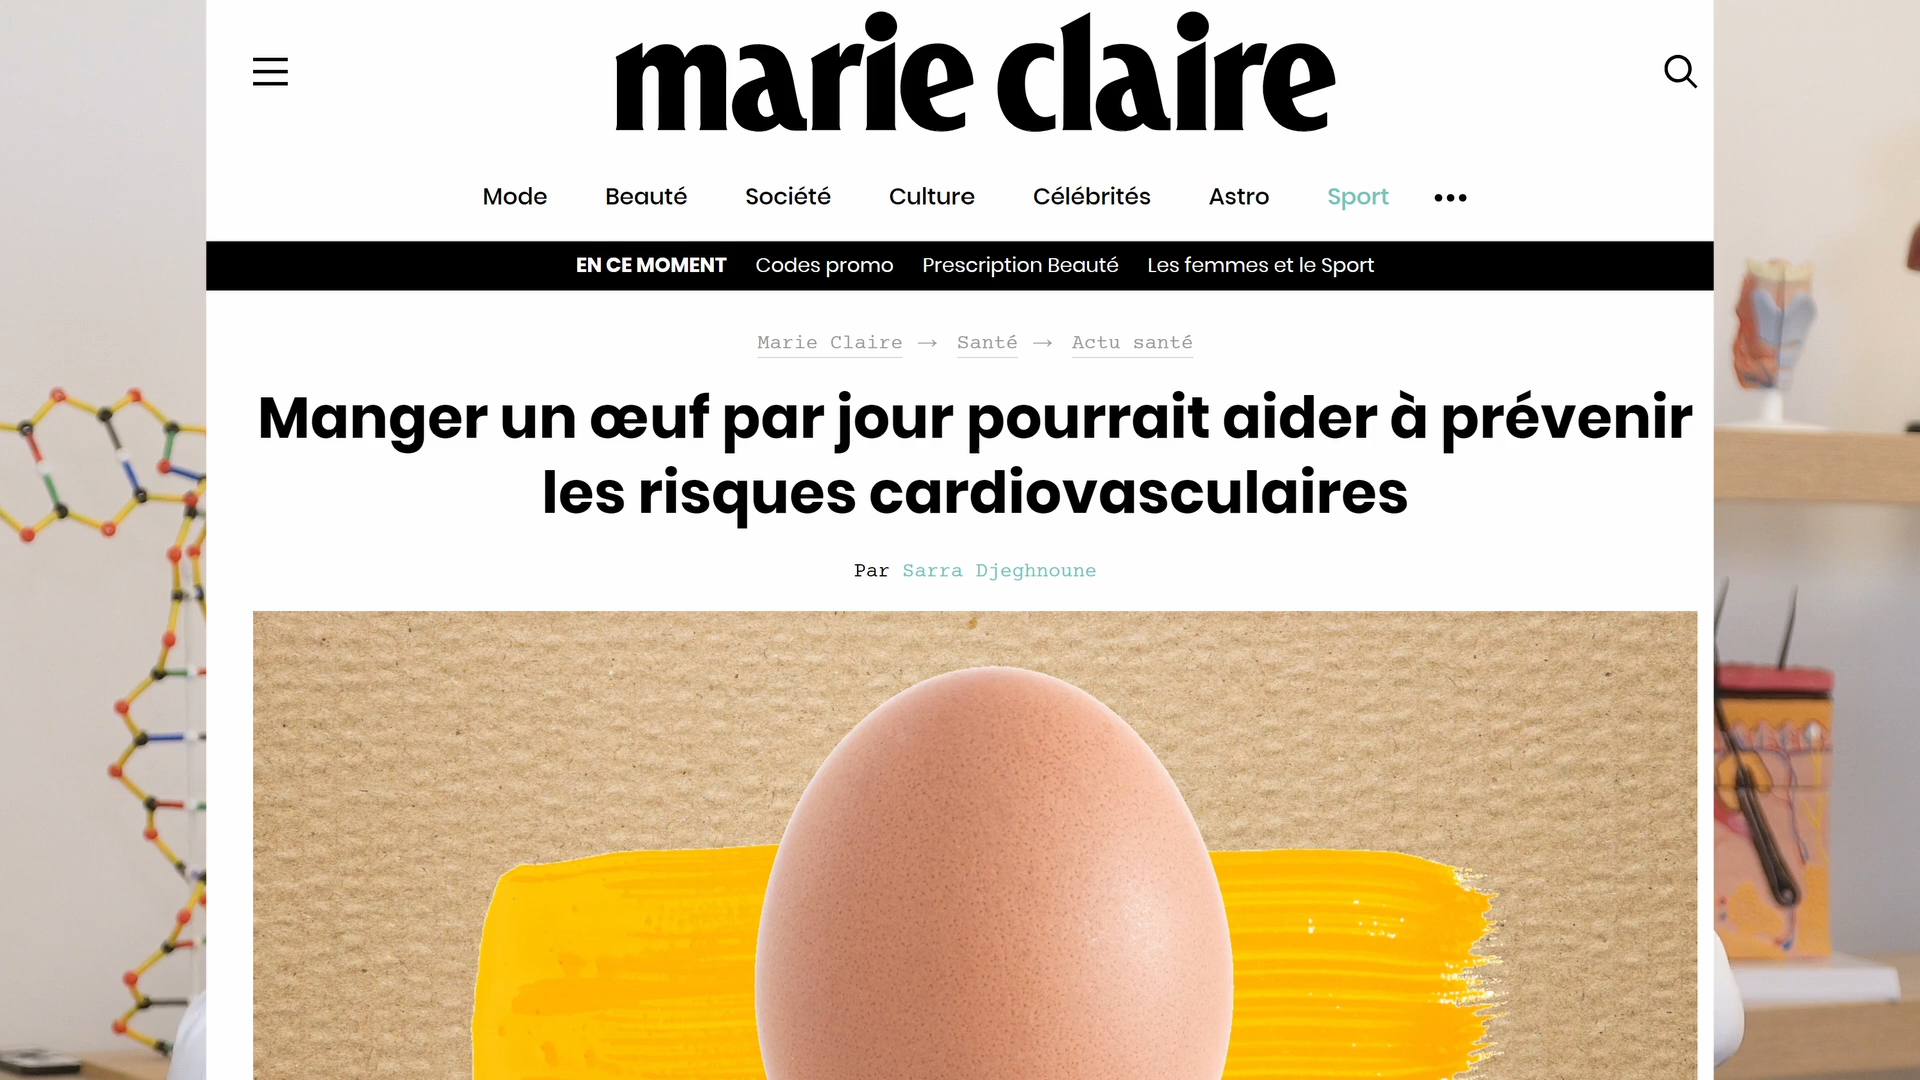 marie claire
Mode Beauté Société Culture Célébrités Astro Sport
EN CE MOMENT Codes promo Prescription Beauté Les femmes et le Sport
Marie Claire → Santé → Actu santé
Manger un œuf par jour pourrait aider à prévenir
les risques cardiovasculaires
Par Sarra Djeghnoune